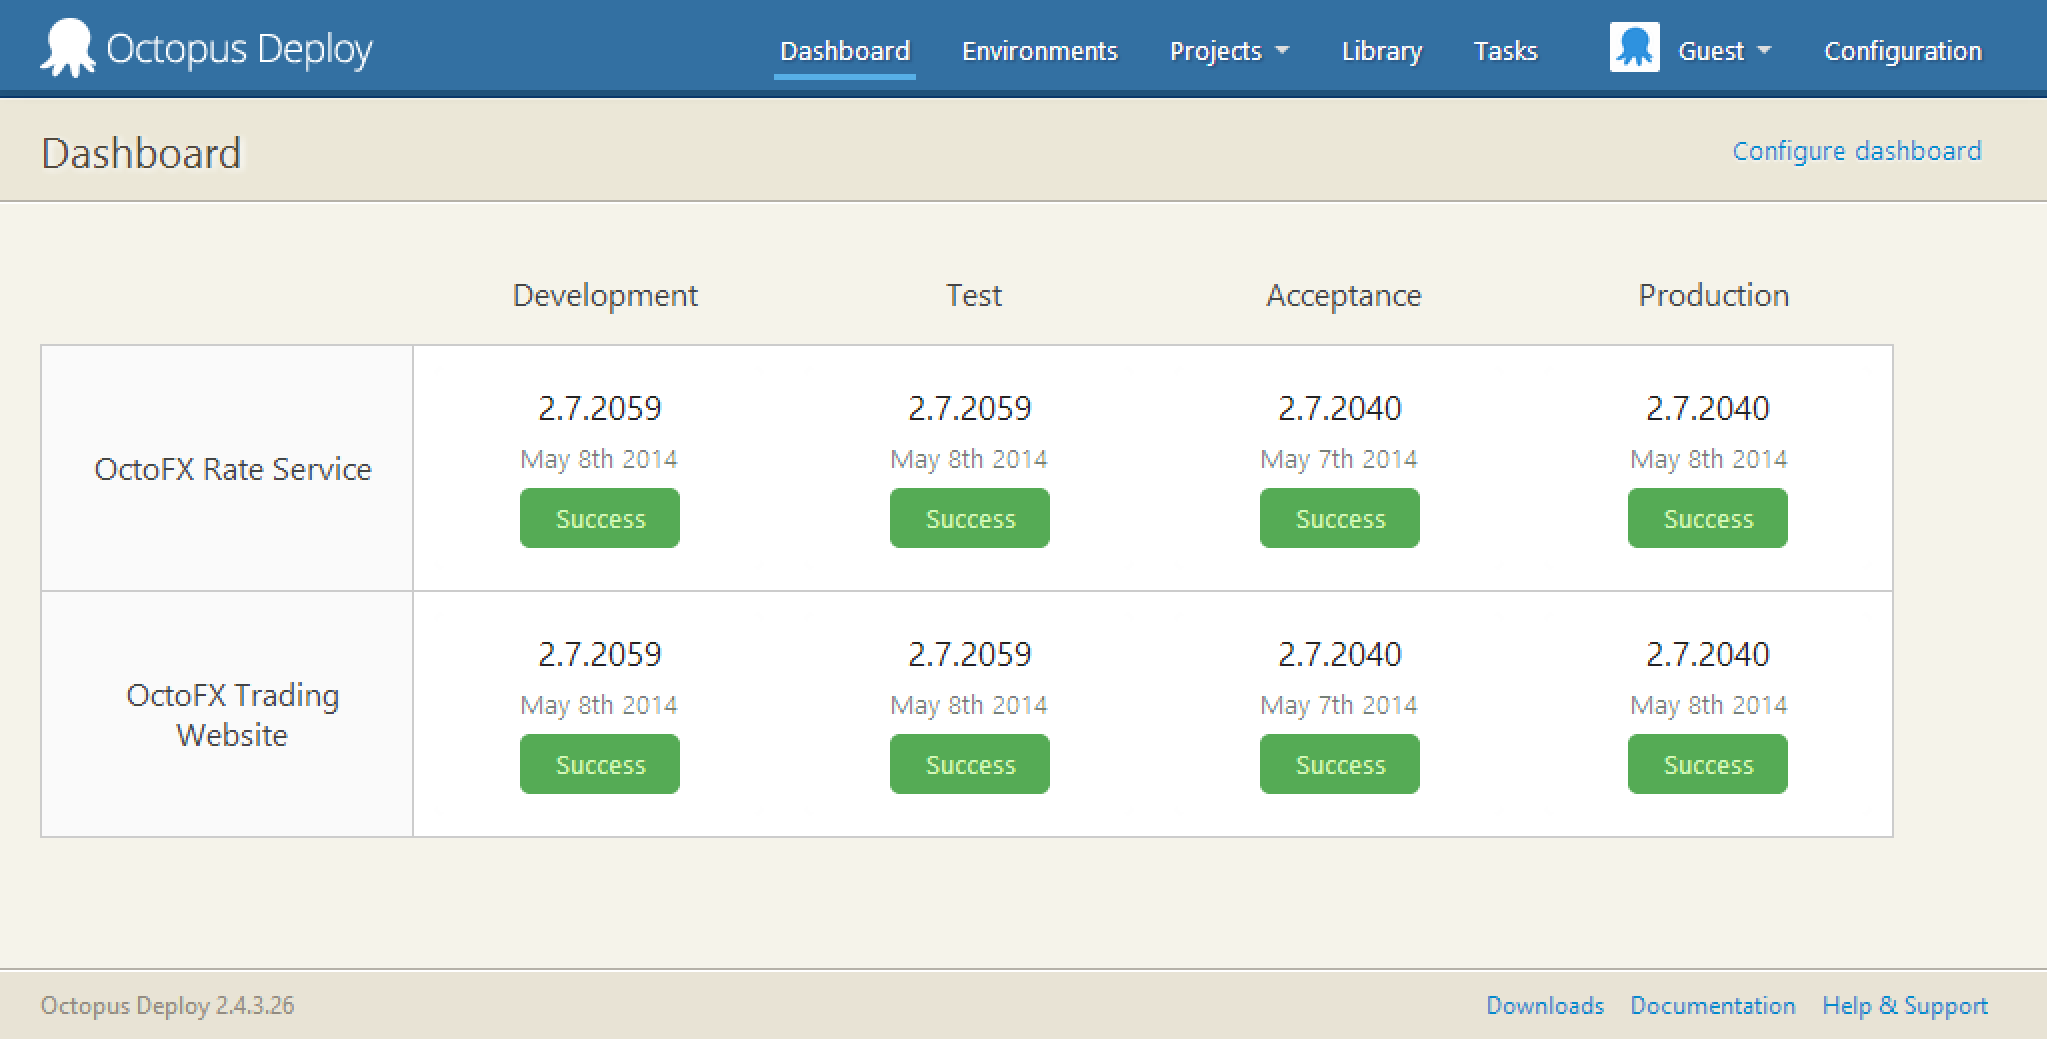 Octopus Deploy
Dashboard Environments Projects Library Tasks Guest Configuration
Dashboard
Configure dashboard
Development Test Acceptance Production
OctoFX Rate Service
2.7.2059 2.7.2059 2.7.2040 2.7.2040
May 8th 2014 May 8th 2014 May 7th 2014 May 8th 2014
Success Success Success Success
OctoFX Trading
Website
2.7.2059 2.7.2059 2.7.2040 2.7.2040
May 8th 2014 May 8th 2014 May 7th 2014 May 8th 2014
Success Success Success Success
Octopus Deploy 2.4.3.26
Downloads Documentation Help & Support